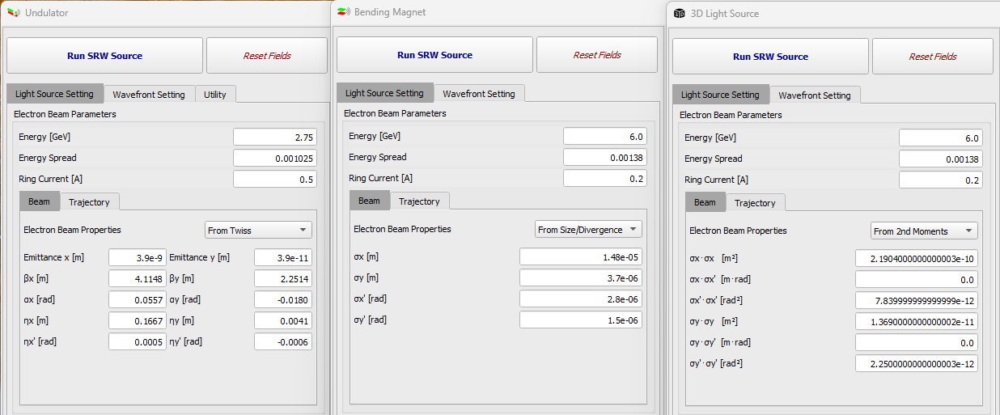 Undulator
Run SRW Source
Reset Fields
Light Source Setting Wavefront Setting Utility
Electron Beam Parameters
Energy [GeV] 2.75
Energy Spread 0.001025
Ring Current [A] 0.5
Beam Trajectory
Electron Beam Properties From Twiss
Emittance x [m] 3.9e-9 Emittance y [m] 3.9e-11
βx [m] 4.1148 βy [m] 2.2514
αx [rad] 0.0557 αy [rad] -0.0180
ηx [m] 0.1667 ηy [m] 0.0041
ηx' [rad] 0.0005 ηy' [rad] -0.0006
Bending Magnet
Run SRW Source
Reset Fields
Light Source Setting Wavefront Setting
Electron Beam Parameters
Energy [GeV] 6.0
Energy Spread 0.00138
Ring Current [A] 0.2
Beam Trajectory
Electron Beam Properties From Size/Divergence
σx [m] 1.48e-05
σy [m] 3.7e-06
σx' [rad] 2.8e-06
σy' [rad] 1.5e-06
3D Light Source
Run SRW Source
Reset Fields
Light Source Setting Wavefront Setting
Electron Beam Parameters
Energy [GeV] 6.0
Energy Spread 0.00138
Ring Current [A] 0.2
Beam Trajectory
Electron Beam Properties From 2nd Moments
σx·σx [m²] 2.1904000000000003e-10
σx·σx' [m·rad] 0.0
σx'·σx' [rad²] 7.839999999999999e-12
σy·σy [m²] 1.3690000000000002e-11
σy·σy' [m·rad] 0.0
σy'·σy' [rad²] 2.2500000000000003e-12